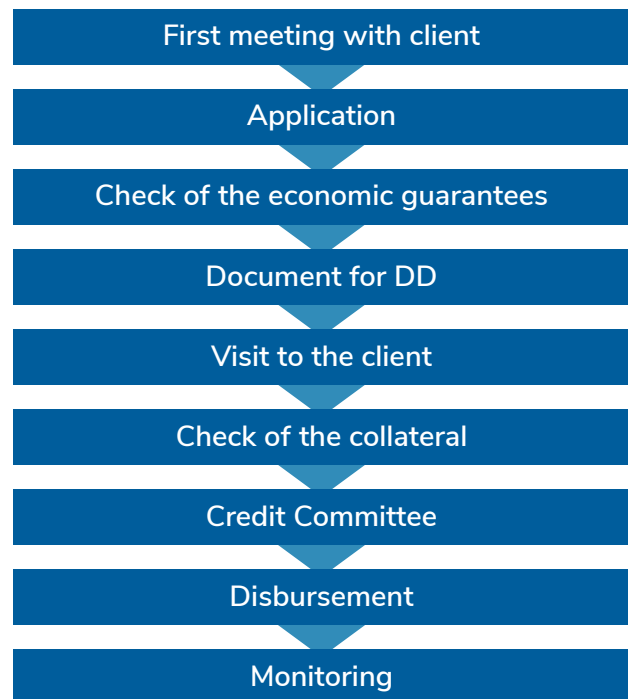 First meeting with client
Application
Check of the economic guarantees
Document for DD
Visit to the client
Check of the collateral
Credit Committee
Disbursement
Monitoring